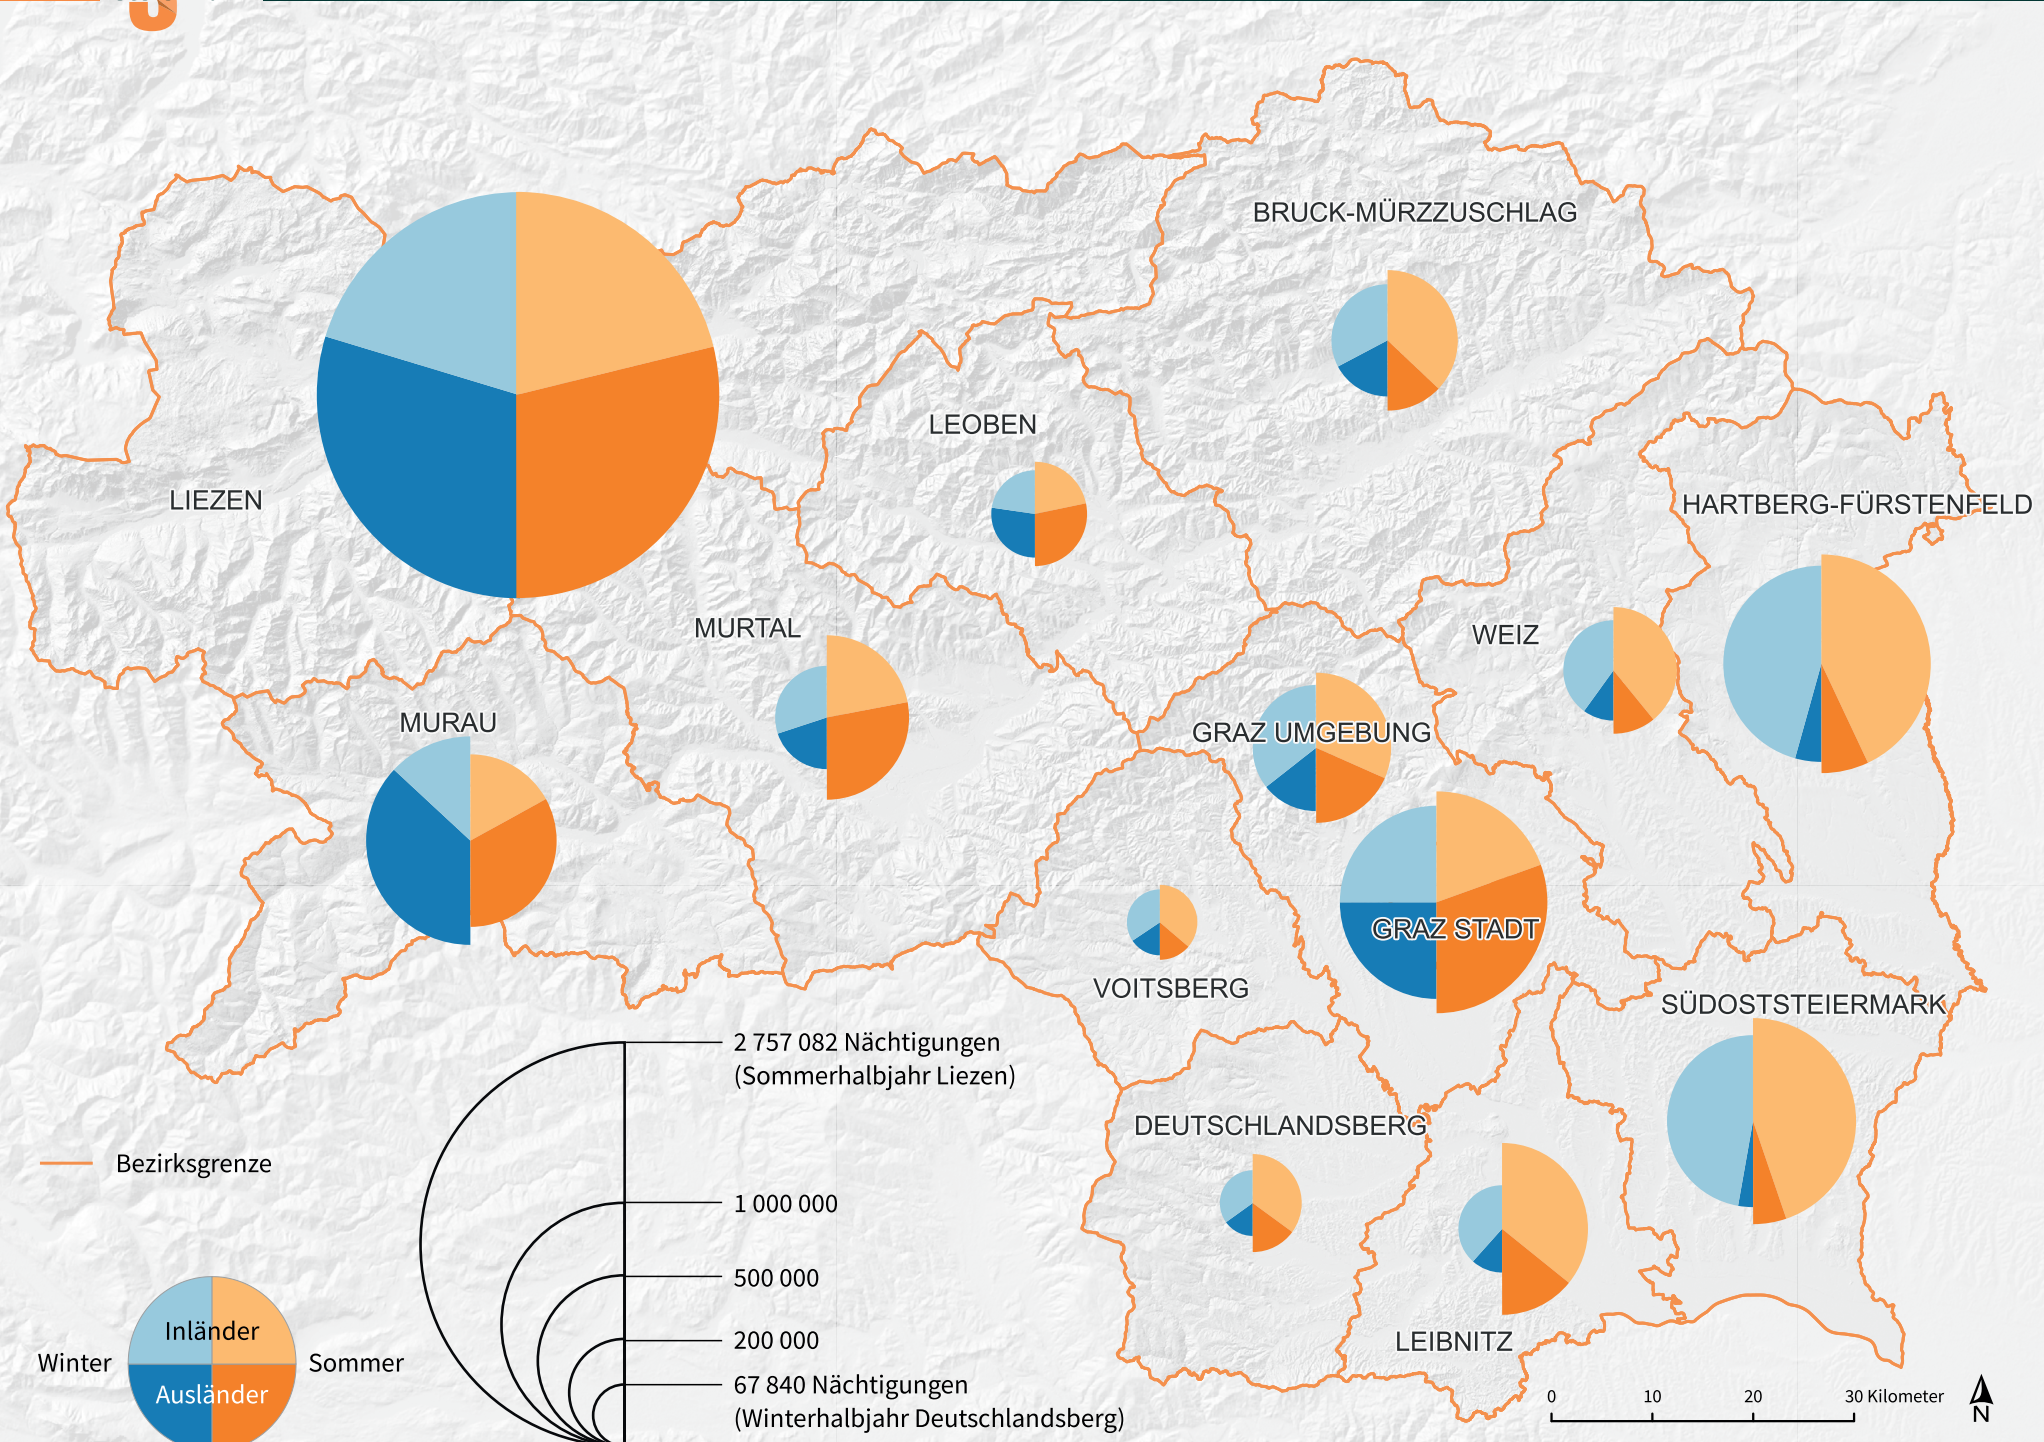 BRUCK-MÜRZZUSCHLAG
LEOBEN
LIEZEN
HARTBERG-FÜRSTENFELD
MURTAL
WEIZ
MURAU
GRAZ UMGEBUNG
GRAZ STADT
VOITSBERG
SÜDOSTSTEIERMARK
DEUTSCHLANDSBERG
LEIBNITZ
2 757 082 Nächtigungen
(Sommerhalbjahr Liezen)
1 000 000
500 000
200 000
67 840 Nächtigungen
(Winterhalbjahr Deutschlandsberg)
Bezirksgrenze
Inländer
Winter
Sommer
Ausländer
0 10 20 30 Kilometer
N